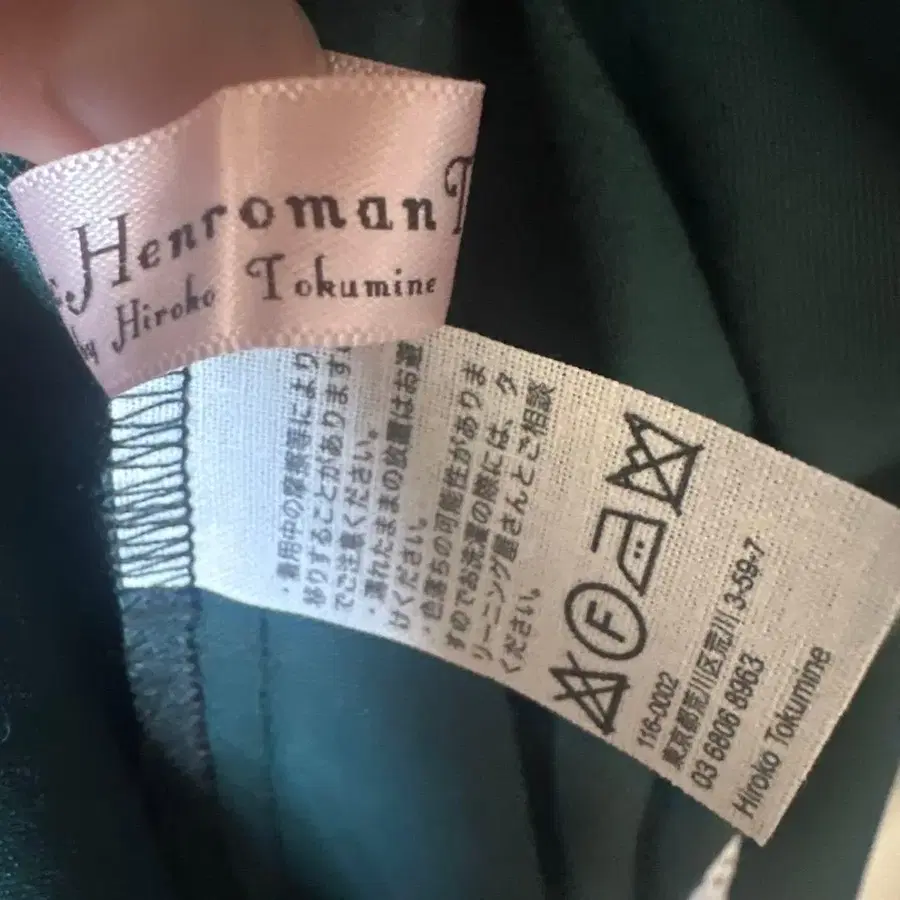 HenromanT
by Hiroko Tokumine
・着用中の摩擦等により
移りすることがあります
でご注意ください。
・濡れたままの放置はお避
けください。
・色落ちの可能性がありま
すのでお洗濯の際には、タ
リーニング屋さんとご相談
ください。
F
116-0002
東京都荒川区荒川 3-59-7
03 6806 8963
Hiroko Tokumine